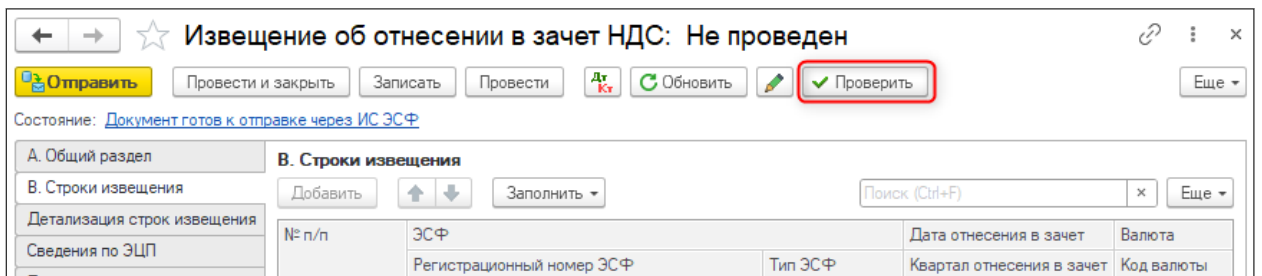 Извещение об отнесении в зачет НДС: Не проведен
Отправить Провести и закрыть Записать Провести Дт Кт Обновить Проверить Еще
Состояние: Документ готов к отправке через ИС ЭСФ
А. Общий раздел
В. Строки извещения
Детализация строк извещения
Сведения по ЭЦП
В. Строки извещения
Добавить Заполнить Поиск (Ctrl+F) × Еще
№ п/п ЭСФ Дата отнесения в зачет Валюта
Регистрационный номер ЭСФ Тип ЭСФ Квартал отнесения в зачет Код валюты